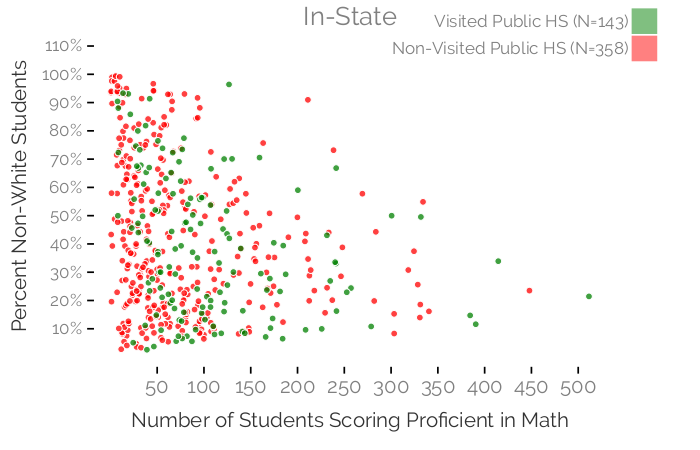 In-State
Visited Public HS (N=143)
Non-Visited Public HS (N=358)
Percent Non-White Students
110%
100%
90%
80%
70%
60%
50%
40%
30%
20%
10%
50 100 150 200 250 300 350 400 450 500
Number of Students Scoring Proficient in Math